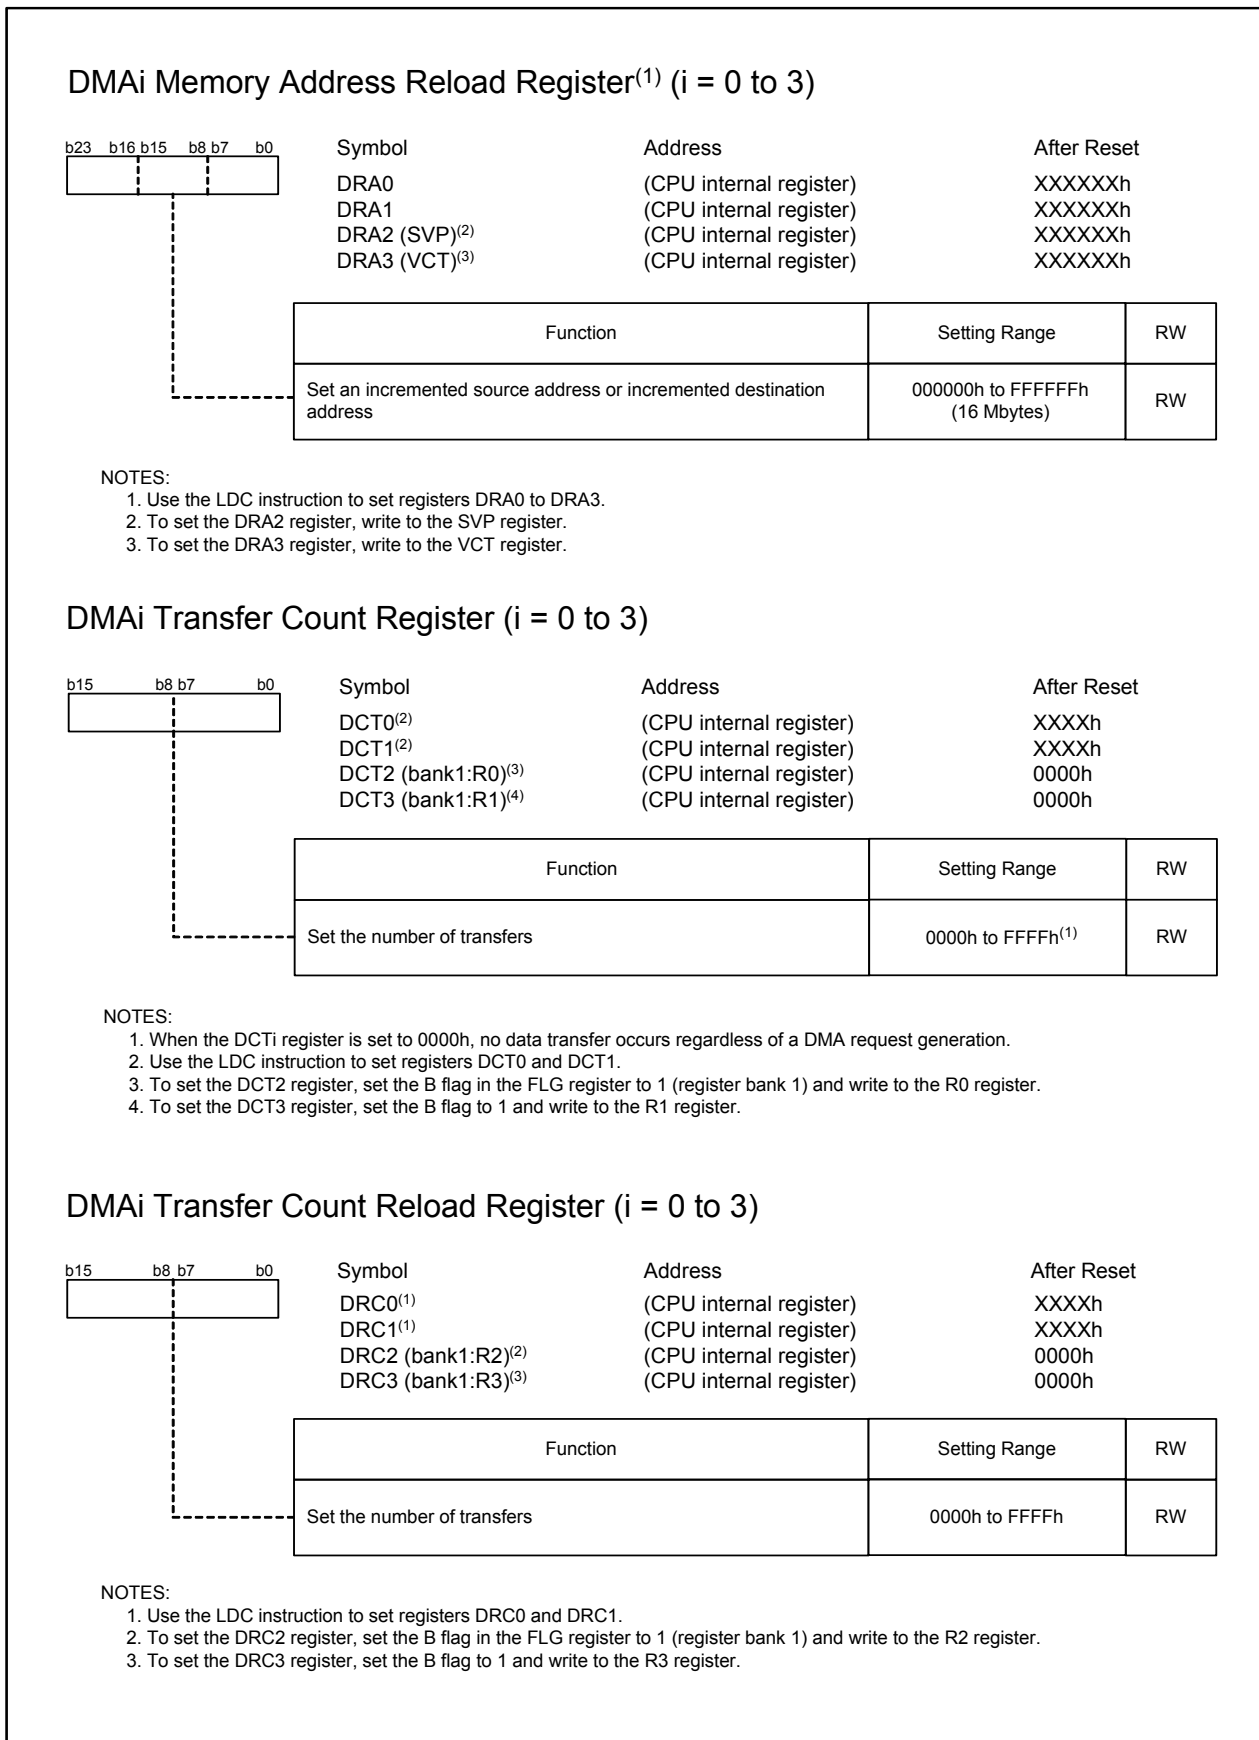 DMAi Memory Address Reload Register(1) (i = 0 to 3)
b23 b16 b15 b8 b7 b0
Symbol Address After Reset
DRA0 (CPU internal register) XXXXXXh
DRA1 (CPU internal register) XXXXXXh
DRA2 (SVP)(2) (CPU internal register) XXXXXXh
DRA3 (VCT)(3) (CPU internal register) XXXXXXh
Function Setting Range RW
Set an incremented source address or incremented destination
address
000000h to FFFFFFh
(16 Mbytes)
RW
NOTES:
1. Use the LDC instruction to set registers DRA0 to DRA3.
2. To set the DRA2 register, write to the SVP register.
3. To set the DRA3 register, write to the VCT register.
DMAi Transfer Count Register (i = 0 to 3)
b15 b8 b7 b0
Symbol Address After Reset
DCT0(2) (CPU internal register) XXXXh
DCT1(2) (CPU internal register) XXXXh
DCT2 (bank1:R0)(3) (CPU internal register) 0000h
DCT3 (bank1:R1)(4) (CPU internal register) 0000h
Function Setting Range RW
Set the number of transfers 0000h to FFFFh(1) RW
NOTES:
1. When the DCTi register is set to 0000h, no data transfer occurs regardless of a DMA request generation.
2. Use the LDC instruction to set registers DCT0 and DCT1.
3. To set the DCT2 register, set the B flag in the FLG register to 1 (register bank 1) and write to the R0 register.
4. To set the DCT3 register, set the B flag to 1 and write to the R1 register.
DMAi Transfer Count Reload Register (i = 0 to 3)
b15 b8 b7 b0
Symbol Address After Reset
DRC0(1) (CPU internal register) XXXXh
DRC1(1) (CPU internal register) XXXXh
DRC2 (bank1:R2)(2) (CPU internal register) 0000h
DRC3 (bank1:R3)(3) (CPU internal register) 0000h
Function Setting Range RW
Set the number of transfers 0000h to FFFFh RW
NOTES:
1. Use the LDC instruction to set registers DRC0 and DRC1.
2. To set the DRC2 register, set the B flag in the FLG register to 1 (register bank 1) and write to the R2 register.
3. To set the DRC3 register, set the B flag to 1 and write to the R3 register.